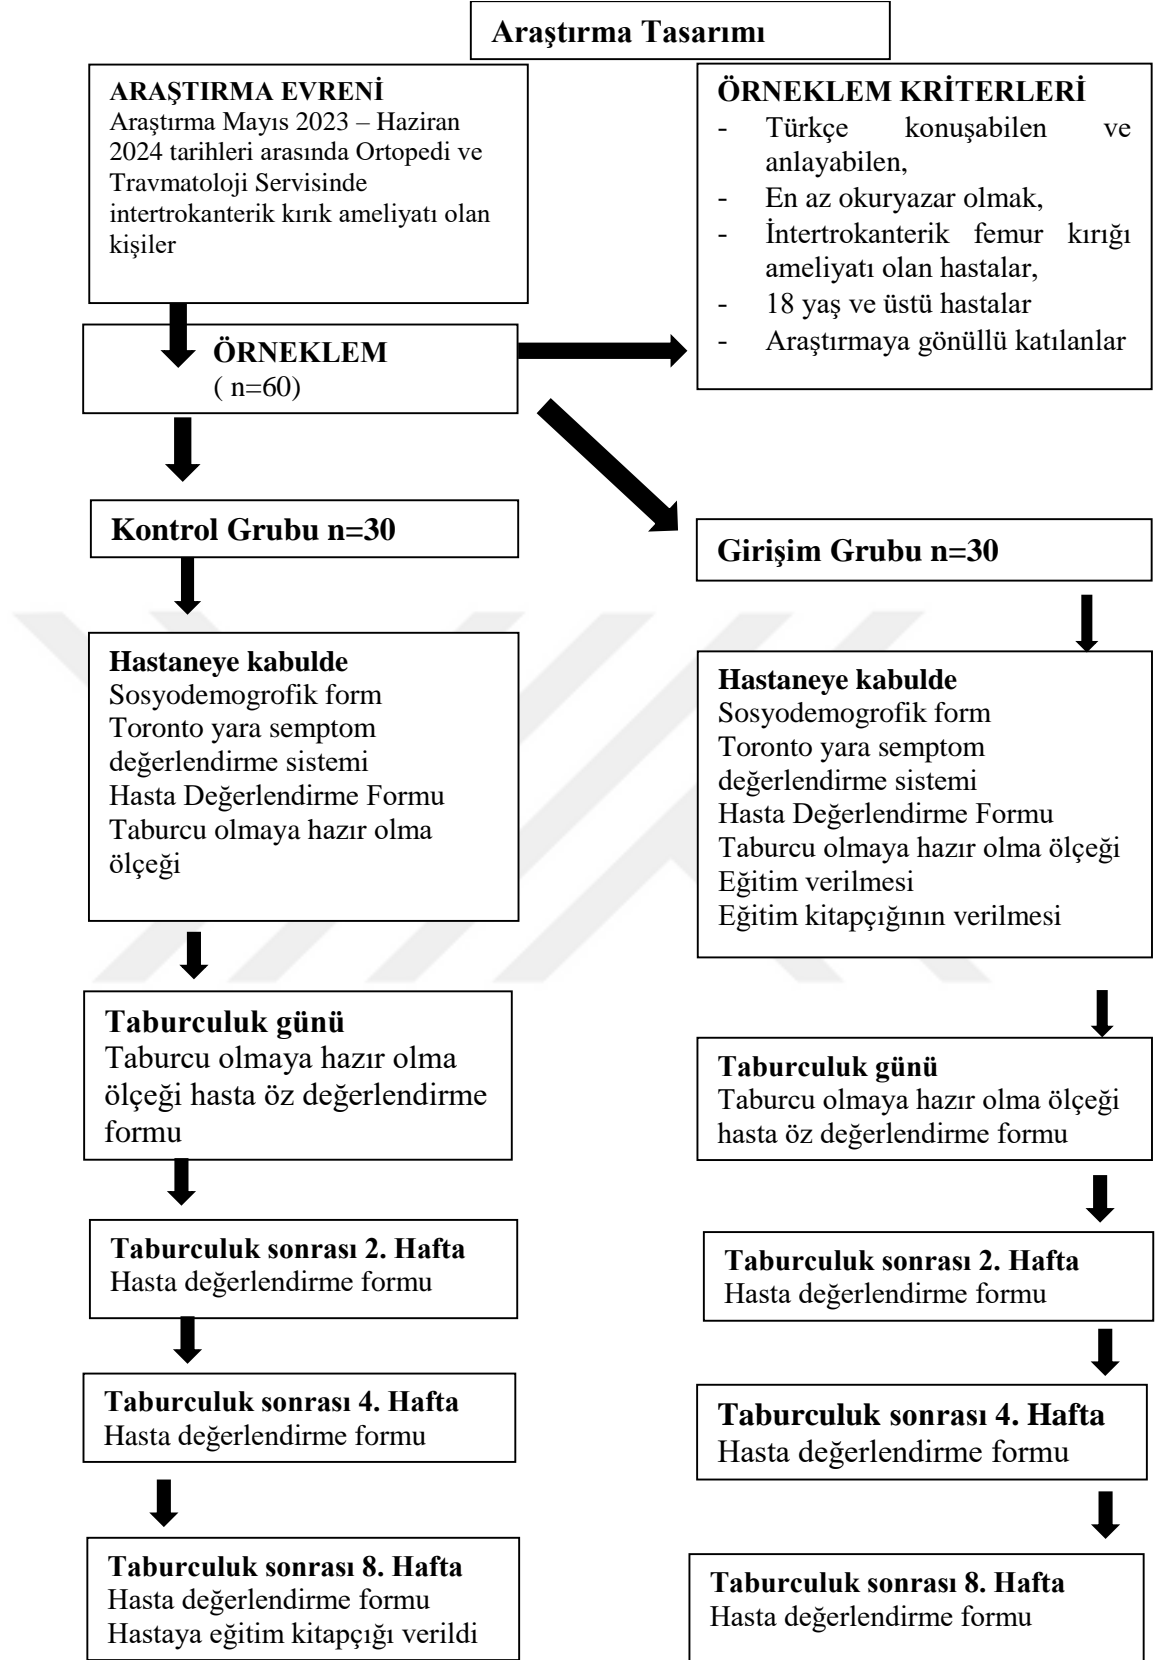 Araştırma Tasarımı
ARAŞTIRMA EVRENİ
Araştırma Mayıs 2023 – Haziran
2024 tarihleri arasında Ortopedi ve
Travmatoloji Servisinde
intertrokanterik kırık ameliyatı olan
kişiler
ÖRNEKLEM KRİTERLERİ
- Türkçe konuşabilen ve
anlayabilen,
- En az okuryazar olmak,
- İntertrokanterik femur kırığı
ameliyatı olan hastalar,
- 18 yaş ve üstü hastalar
- Araştırmaya gönüllü katılanlar
ÖRNEKLEM
( n=60)
Kontrol Grubu n=30
Hastaneye kabulde
Sosyodemogrofik form
Toronto yara semptom
değerlendirme sistemi
Hasta Değerlendirme Formu
Taburcu olmaya hazır olma
ölçeği
Taburculuk günü
Taburcu olmaya hazır olma
ölçeği hasta öz değerlendirme
formu
Taburculuk sonrası 2. Hafta
Hasta değerlendirme formu
Taburculuk sonrası 4. Hafta
Hasta değerlendirme formu
Taburculuk sonrası 8. Hafta
Hasta değerlendirme formu
Hastaya eğitim kitapçığı verildi
Girişim Grubu n=30
Hastaneye kabulde
Sosyodemogrofik form
Toronto yara semptom
değerlendirme sistemi
Hasta Değerlendirme Formu
Taburcu olmaya hazır olma ölçeği
Eğitim verilmesi
Eğitim kitapçığının verilmesi
Taburculuk günü
Taburcu olmaya hazır olma ölçeği
hasta öz değerlendirme formu
Taburculuk sonrası 2. Hafta
Hasta değerlendirme formu
Taburculuk sonrası 4. Hafta
Hasta değerlendirme formu
Taburculuk sonrası 8. Hafta
Hasta değerlendirme formu